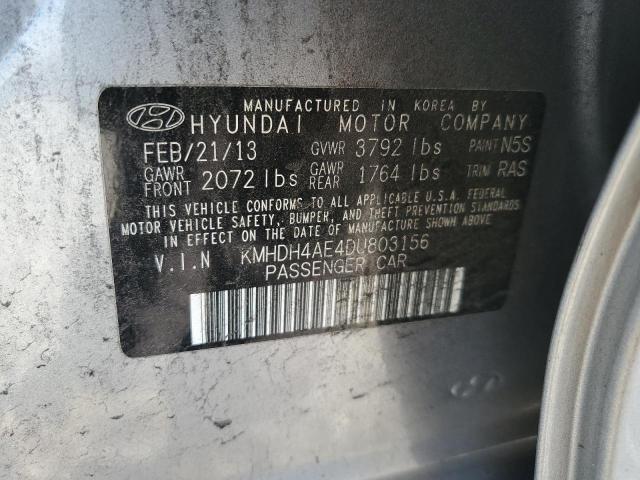 MANUFACTURED IN KOREA BY
HYUNDAI MOTOR COMPANY
FEB/21/13 GVWR 3792 lbs PAINT N5S
GAWR FRONT 2072 lbs GAWR REAR 1764 lbs TRIM RAS
THIS VEHICLE CONFORMS TO ALL APPLICABLE U.S.A. FEDERAL
MOTOR VEHICLE SAFETY, BUMPER, AND THEFT PREVENTION STANDARDS
IN EFFECT ON THE DATE OF MANUFACTURE SHOWN ABOVE.
V.I.N KMHDH4AE4DU803156
PASSENGER CAR